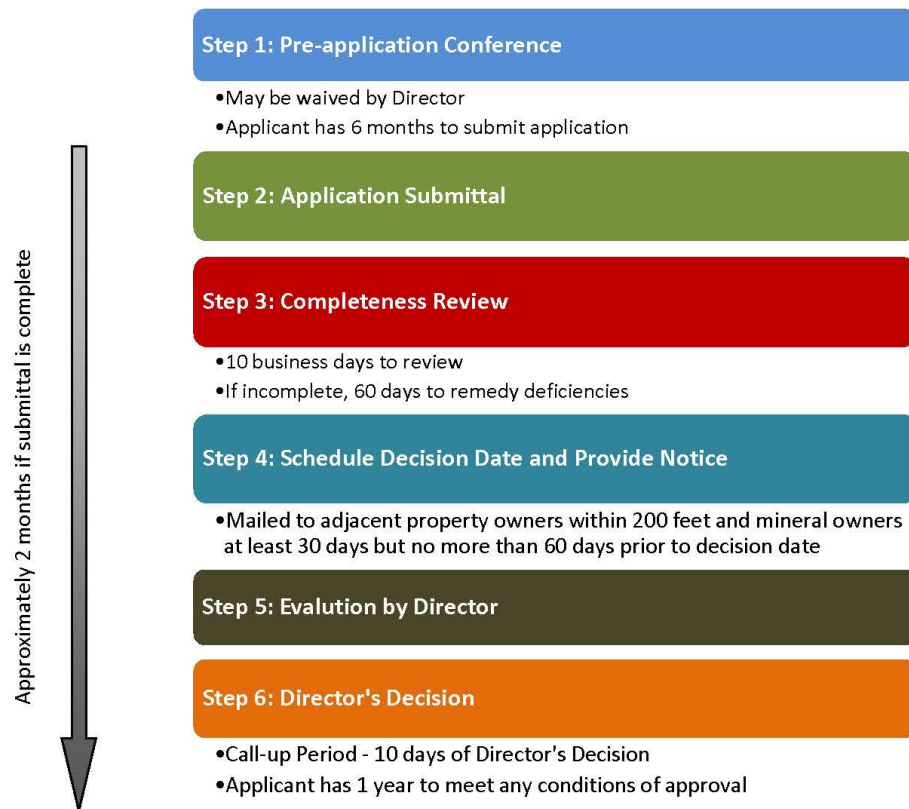 Step 1: Pre-application Conference
•May be waived by Director
•Applicant has 6 months to submit application
Step 2: Application Submittal
Step 3: Completeness Review
•10 business days to review
•If incomplete, 60 days to remedy deficiencies
Step 4: Schedule Decision Date and Provide Notice
•Mailed to adjacent property owners within 200 feet and mineral owners
at least 30 days but no more than 60 days prior to decision date
Step 5: Evalution by Director
Step 6: Director's Decision
•Call-up Period - 10 days of Director's Decision
•Applicant has 1 year to meet any conditions of approval
Approximately 2 months if submittal is complete